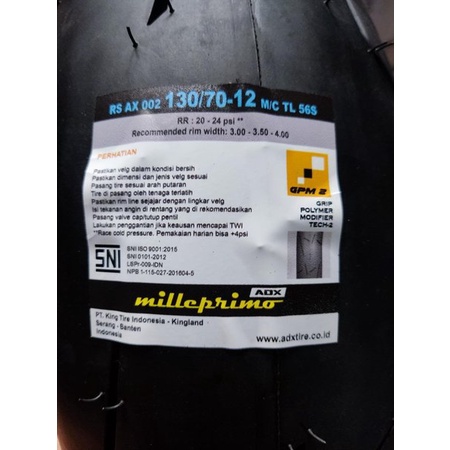 RS AX 002 130/70-12 M/C TL 56S
RR : 20 - 24 psi **
Recommended rim width: 3.00 - 3.50 - 4.00
PERHATIAN
Pastikan velg dalam kondisi bersih
Pastikan dimensi dan jenis velg sesuai
Pasang tire sesuai arah putaran
Tire di pasang oleh tenaga terlatih
Pastikan rim line sejajar dengan lingkar velg
Isi tekanan angin di rentang yang di rekomendasikan
Pasang valve cap/tutup pentil
Lakukan penggantian jika keausan mencapai TWI
**Race cold pressure. Pemakaian harian bisa +4psi
GPM 2
GRIP
POLYMER
MODIFIER
TECH-2
SNI
SNI ISO 9001:2015
SNI 0101-2012
LSPr-009-IDN
NPB 1-115-027-201604-5
ADX
milleprimo
PT. King Tire Indonesia - Kingland
Serang - Banten
Indonesia
www.adxtire.co.id